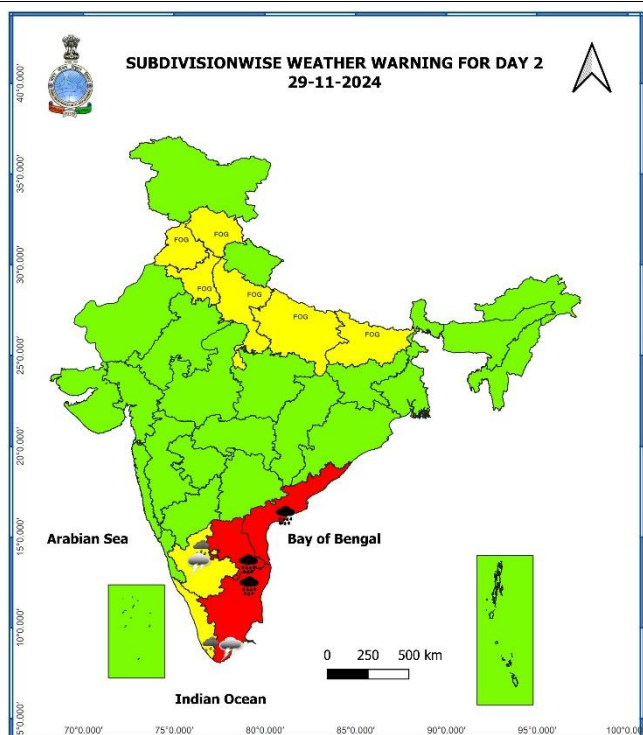 SUBDIVISIONWISE WEATHER WARNING FOR DAY 2
29-11-2024
40°0.000'
35°0.000'
30°0.000'
25°0.000'
20°0.000'
15°0.000'
10°0.000'
5°0.000'
FOG
FOG
FOG
FOG
FOG
FOG
Arabian Sea
Bay of Bengal
0 250 500 km
Indian Ocean
70°0.000' 75°0.000' 80°0.000' 85°0.000' 90°0.000' 95°0.000' 100°0.0